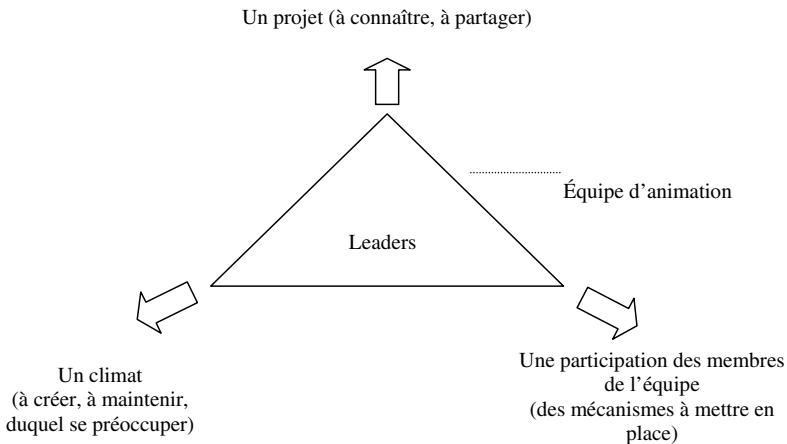 Un projet (à connaître, à partager)
Équipe d'animation
Leaders
Un climat
(à créer, à maintenir,
duquel se préoccuper)
Une participation des membres
de l'équipe
(des mécanismes à mettre en
place)